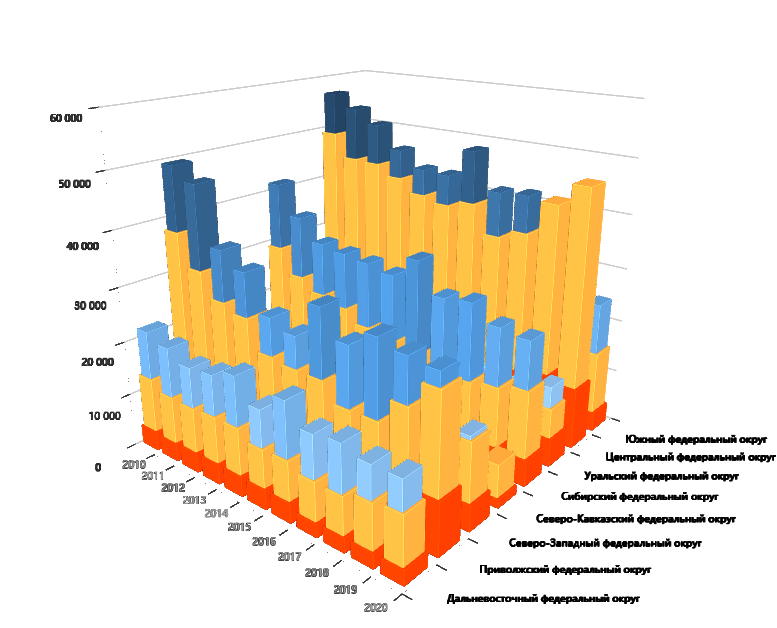 60 000
50 000
40 000
30 000
20 000
10 000
0
2010
2011
2012
2013
2014
2015
2016
2017
2018
2019
2020
Южный федеральный округ
Центральный федеральный округ
Уральский федеральный округ
Сибирский федеральный округ
Северо-Кавказский федеральный округ
Северо-Западный федеральный округ
Приволжский федеральный округ
Дальневосточный федеральный округ